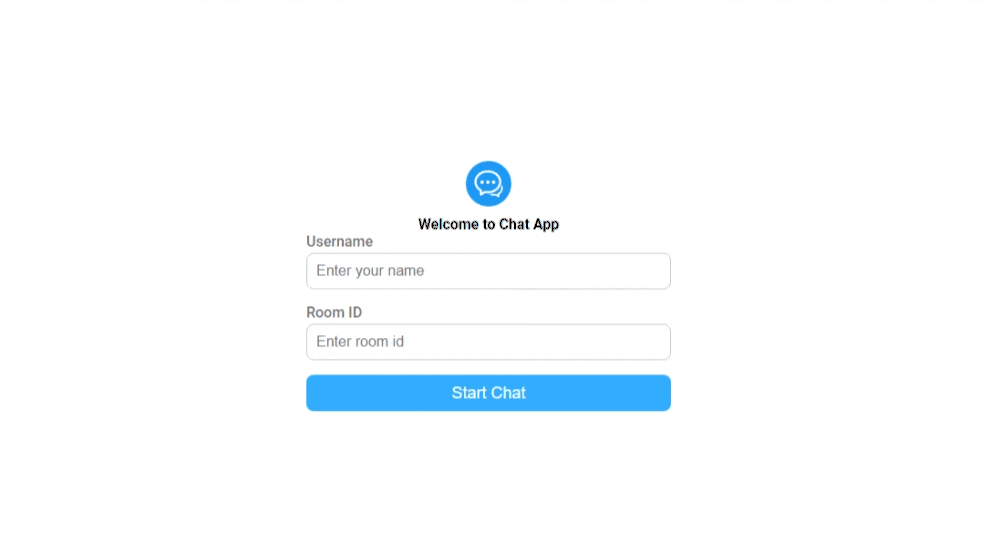 Welcome to Chat App
Username
Enter your name
Room ID
Enter room id
Start Chat